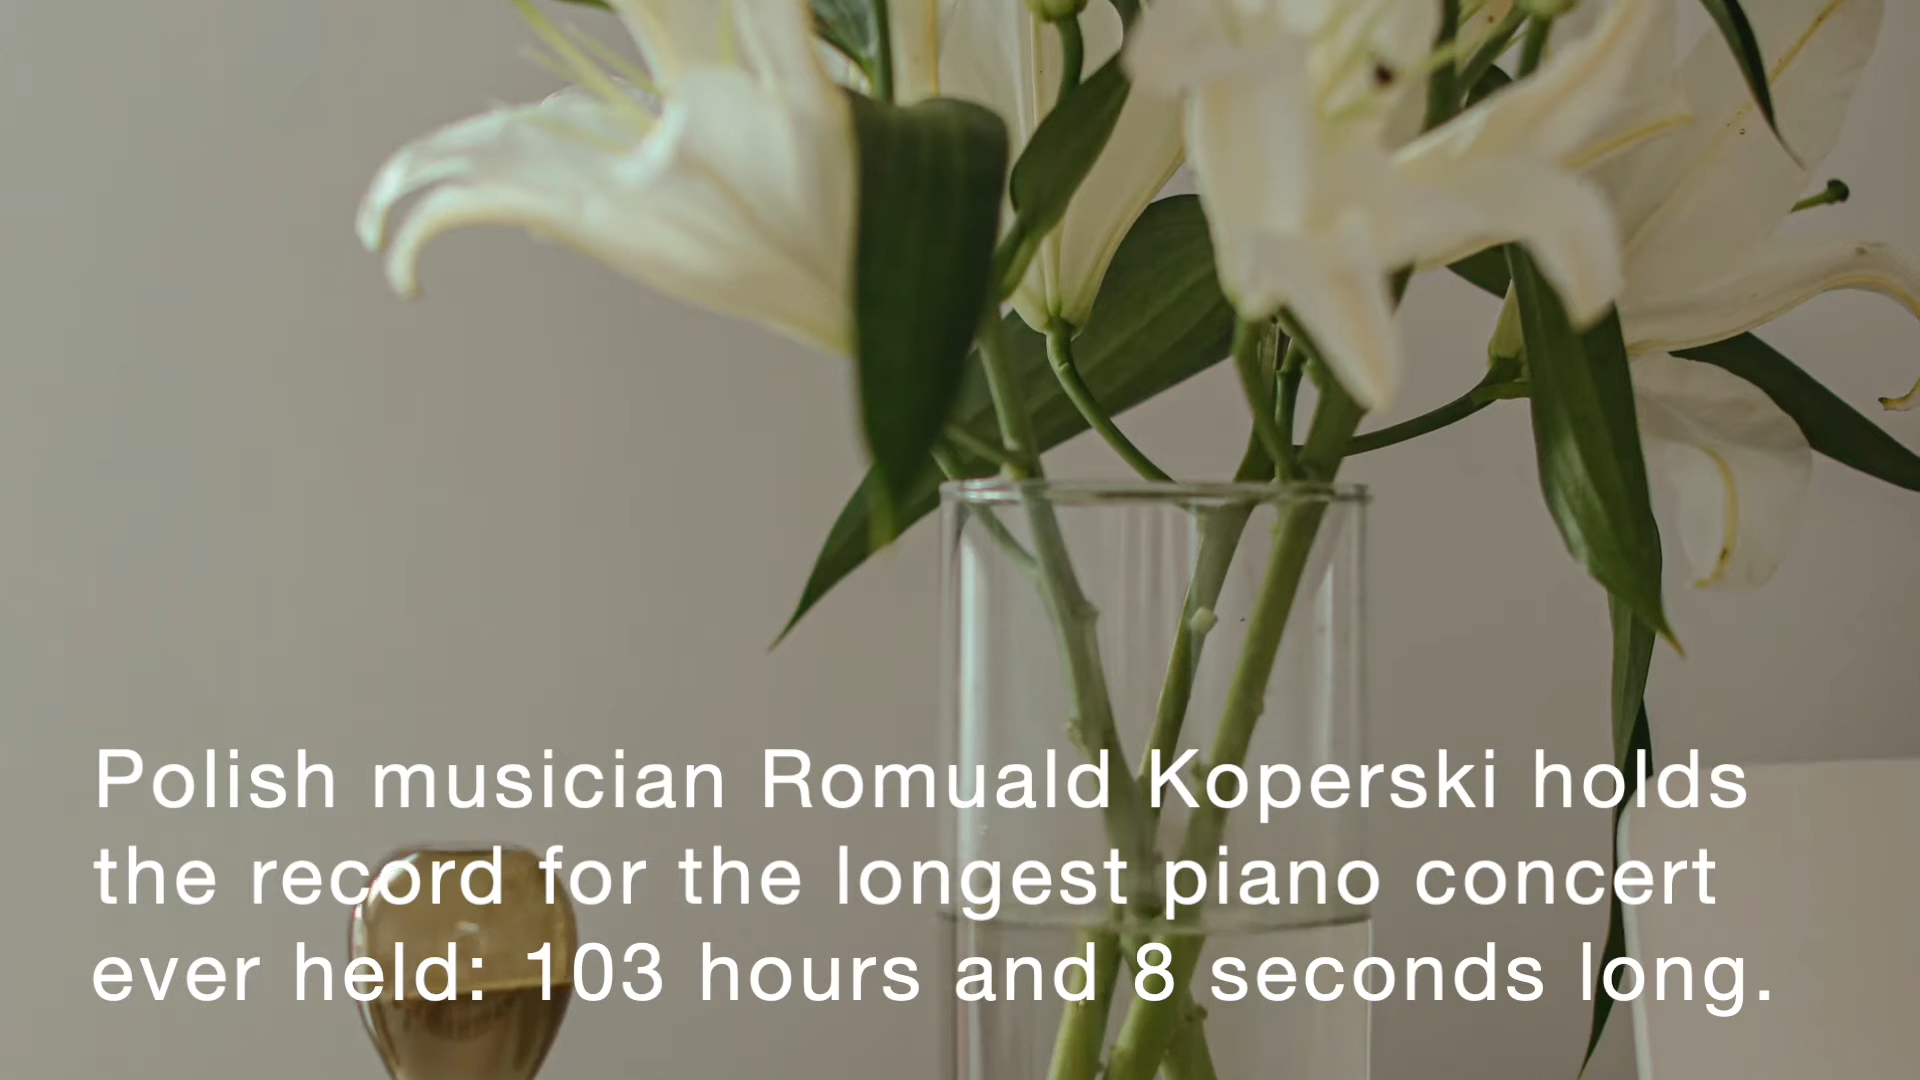 Polish musician Romuald Koperski holds
the record for the longest piano concert
ever held: 103 hours and 8 seconds long.